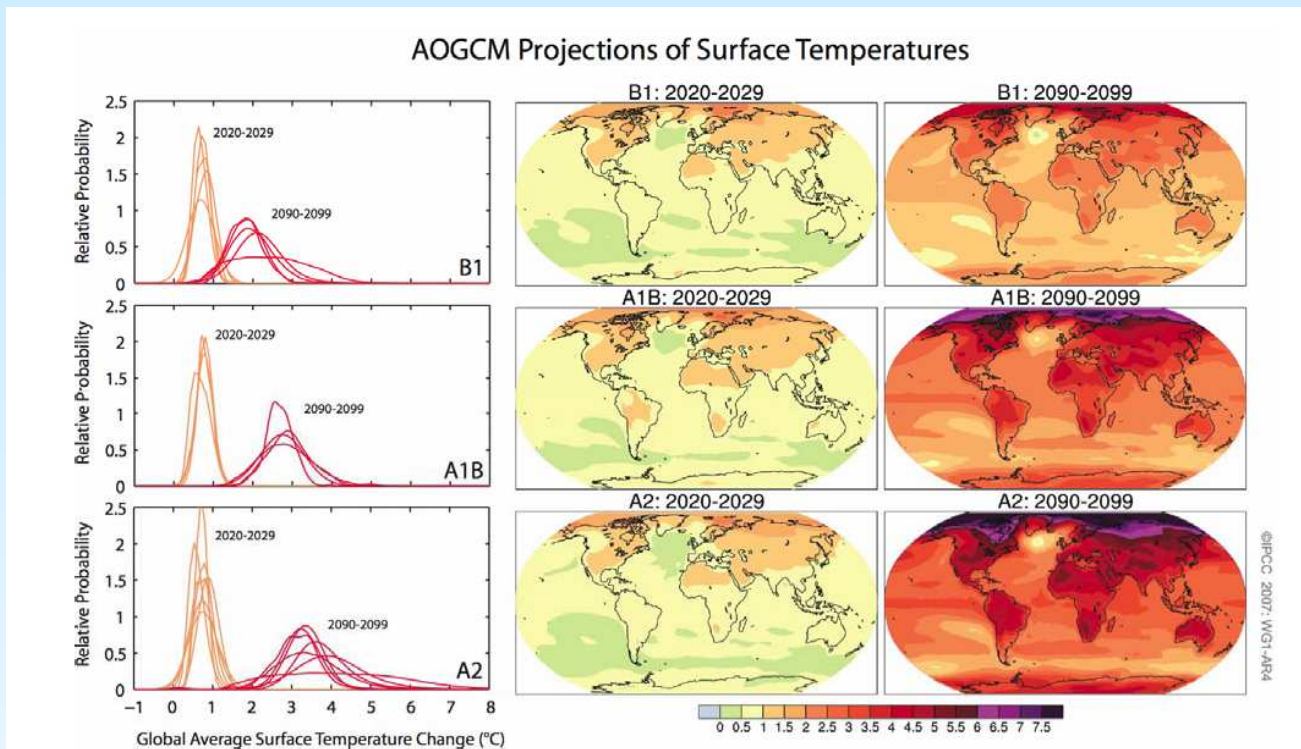 AOGCM Projections of Surface Temperatures
2.5
2
1.5
1
0.5
0
Relative Probability
2020-2029
2090-2099
B1
B1: 2020-2029
B1: 2090-2099
2.5
2
1.5
1
0.5
0
Relative Probability
2020-2029
2090-2099
A1B
A1B: 2020-2029
A1B: 2090-2099
2.5
2
1.5
1
0.5
0
Relative Probability
2020-2029
2090-2099
A2
A2: 2020-2029
A2: 2090-2099
-1 0 1 2 3 4 5 6 7 8
Global Average Surface Temperature Change (°C)
0 0.5 1 1.5 2 2.5 3 3.5 4 4.5 5 5.5 6 6.5 7 7.5
©IPCC 2007: WG1-AR4